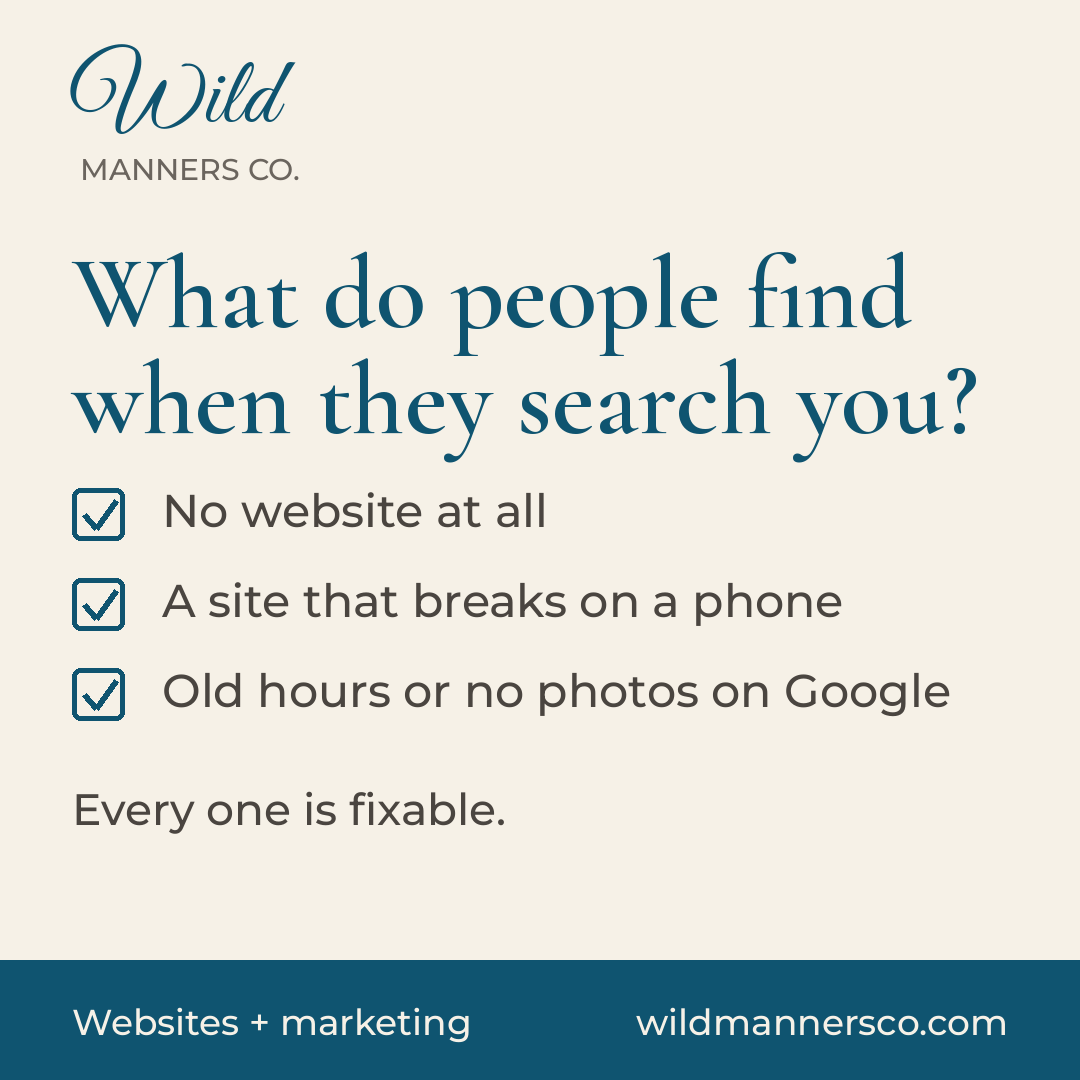 Wild
MANNERS CO.
What do people find
when they search you?
No website at all
A site that breaks on a phone
Old hours or no photos on Google
Every one is fixable.
Websites + marketing
wildmannersco.com